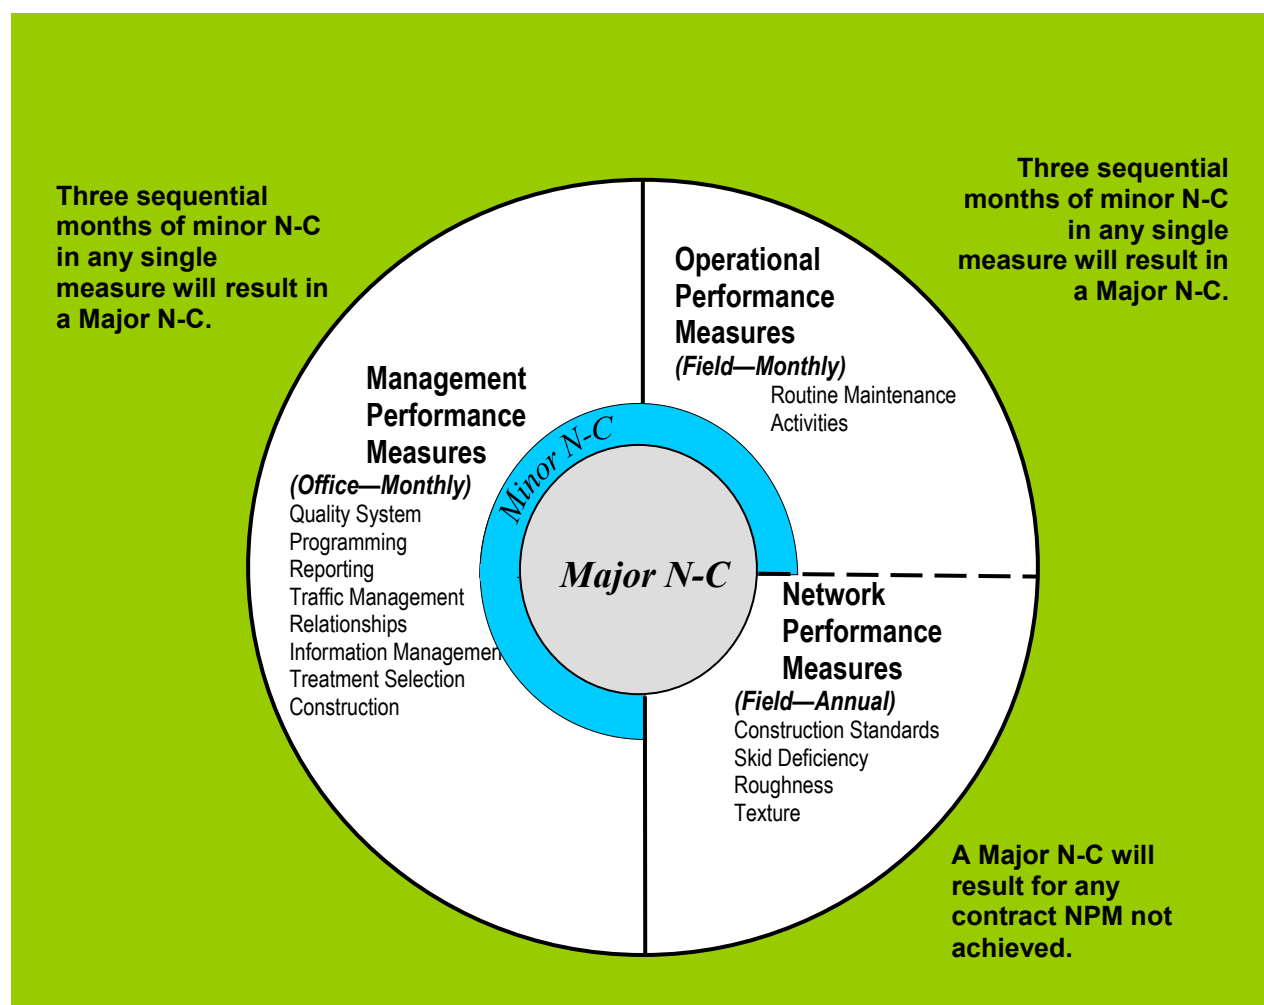 Three sequential
months of minor N-C
in any single
measure will result in
a Major N-C.
Three sequential
months of minor N-C
in any single
measure will result in
a Major N-C.
Operational
Performance
Measures
(Field—Monthly)
Routine Maintenance
Activities
Management
Performance
Measures
(Office—Monthly)
Quality System
Programming
Reporting
Traffic Management
Relationships
Information Managemen
Treatment Selection
Construction
Minor N-C
Major N-C
Network
Performance
Measures
(Field—Annual)
Construction Standards
Skid Deficiency
Roughness
Texture
A Major N-C will
result for any
contract NPM not
achieved.